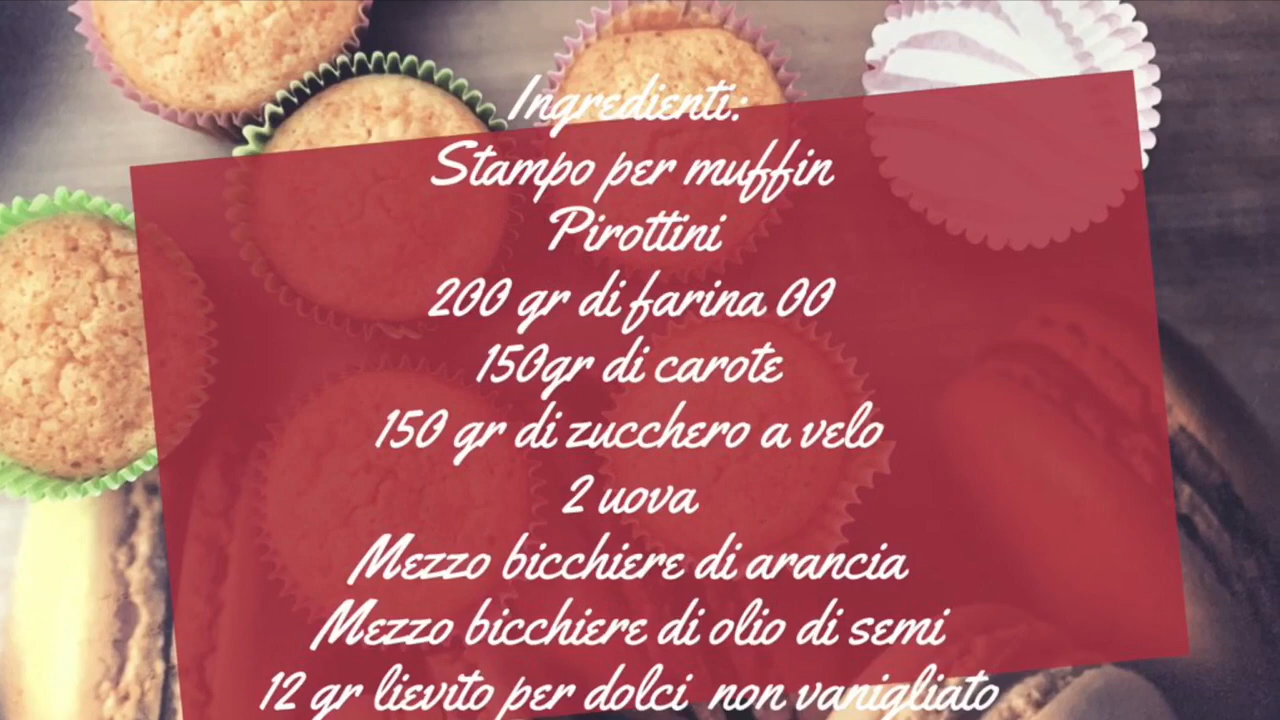 Ingredienti:
Stampo per muffin
Pirottini
200 gr di farina 00
150gr di carote
150 gr di zucchero a velo
2 uova
Mezzo bicchiere di arancia
Mezzo bicchiere di olio di semi
12 gr lievito per dolci non vanigliato